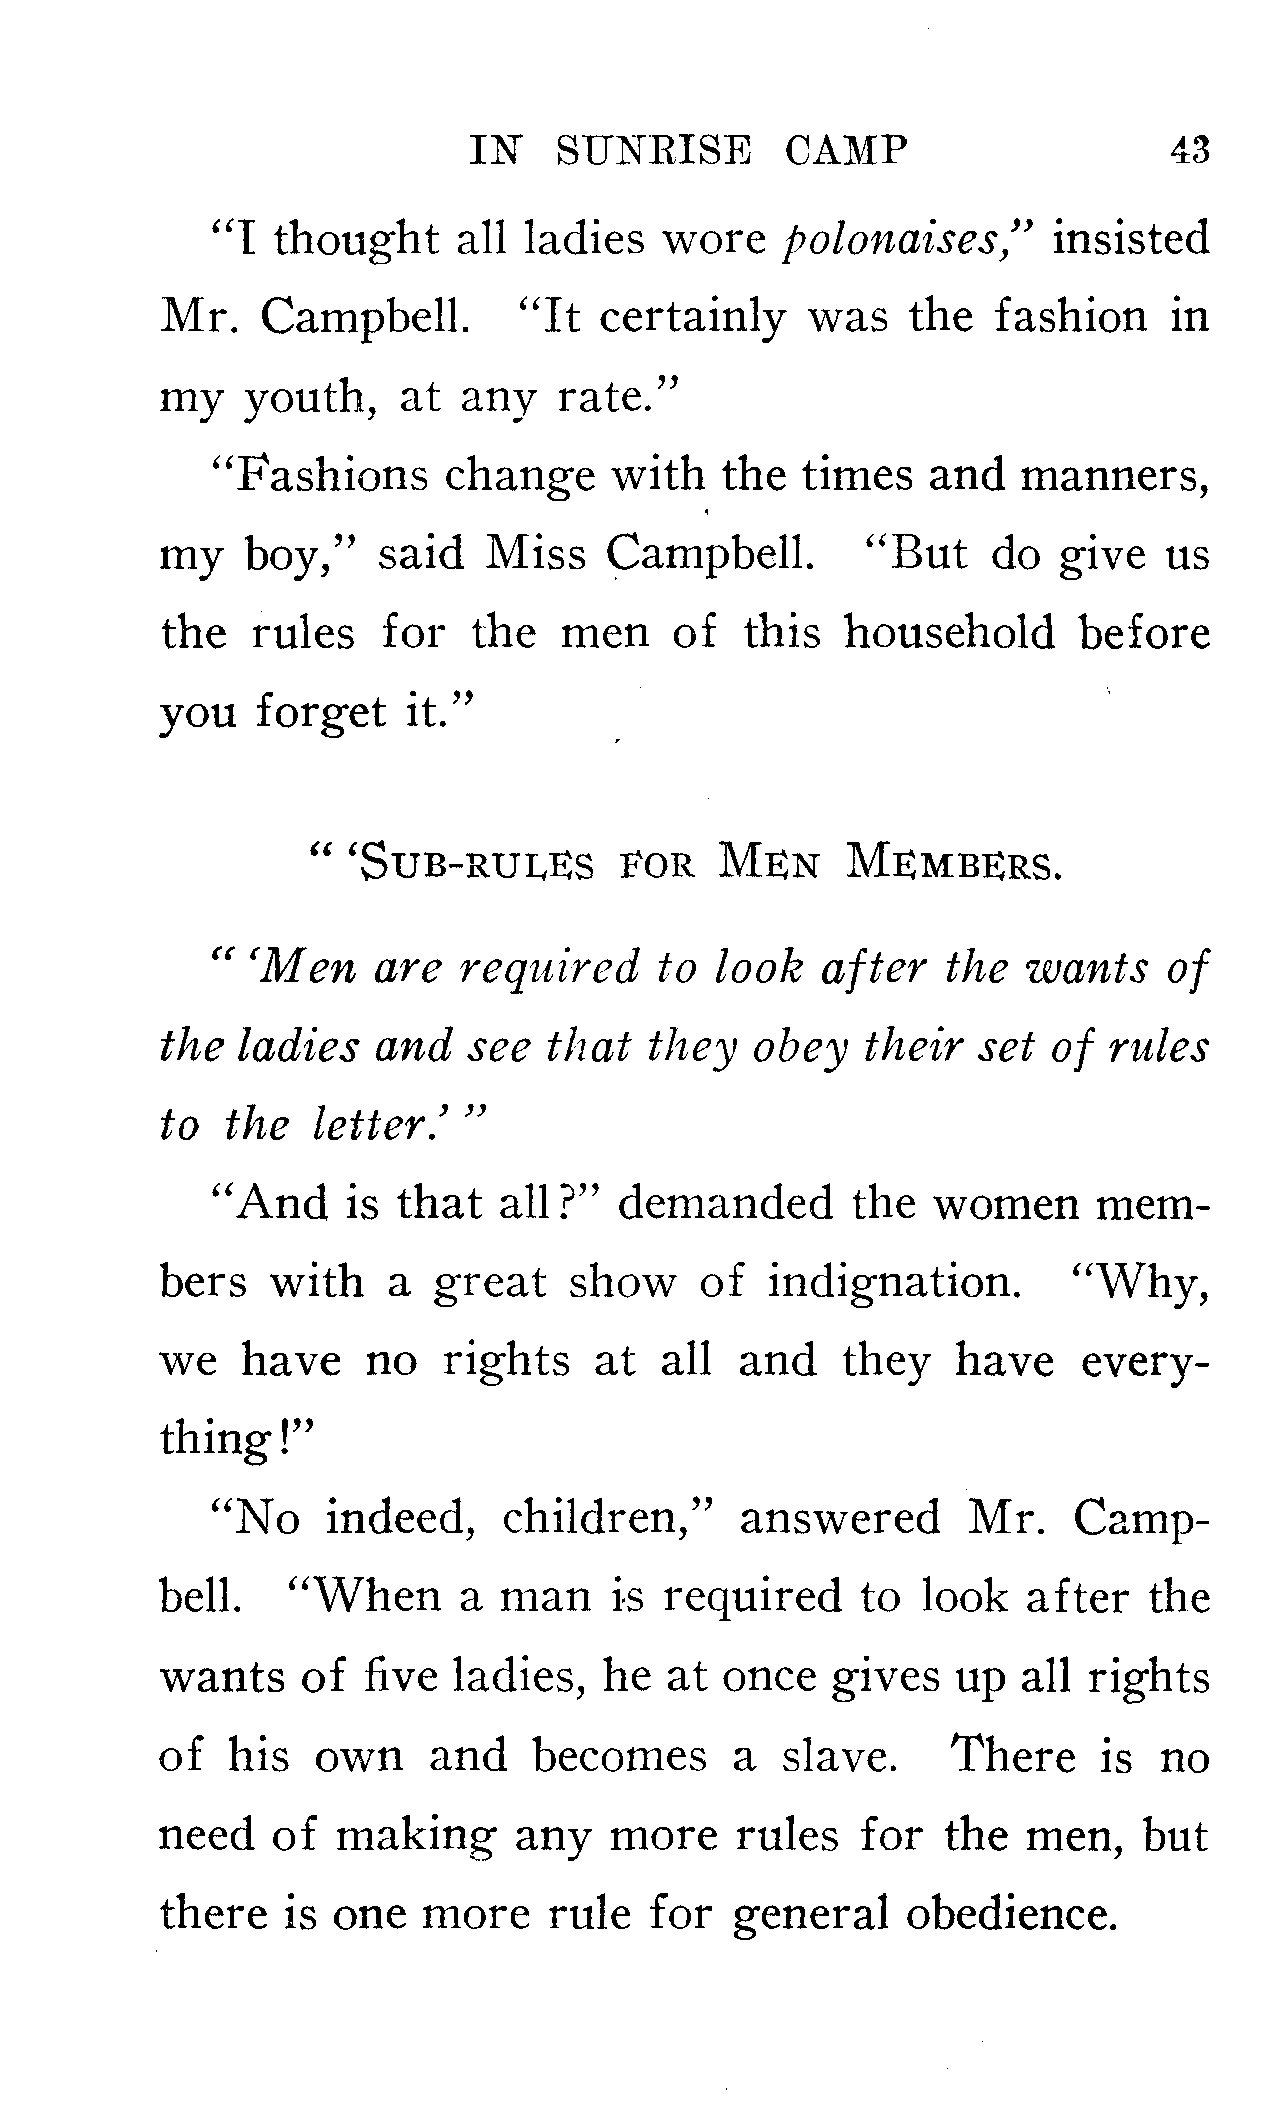 IN SUNRISE CAMP 43
"I thought all ladies wore polonaises," insisted
Mr. Campbell. "It certainly was the fashion in
my youth, at any rate."
"Fashions change with the times and manners,
my boy," said Miss Campbell. "But do give us
the rules for the men of this household before
you forget it."
" 'SUB-RULES FOR MEN MEMBERS.
" 'Men are required to look after the wants of
the ladies and see that they obey their set of rules
to the letter.' "
"And is that all?" demanded the women mem-
bers with a great show of indignation. "Why,
we have no rights at all and they have every-
thing!"
"No indeed, children," answered Mr. Camp-
bell. "When a man is required to look after the
wants of five ladies, he at once gives up all rights
of his own and becomes a slave. There is no
need of making any more rules for the men, but
there is one more rule for general obedience.